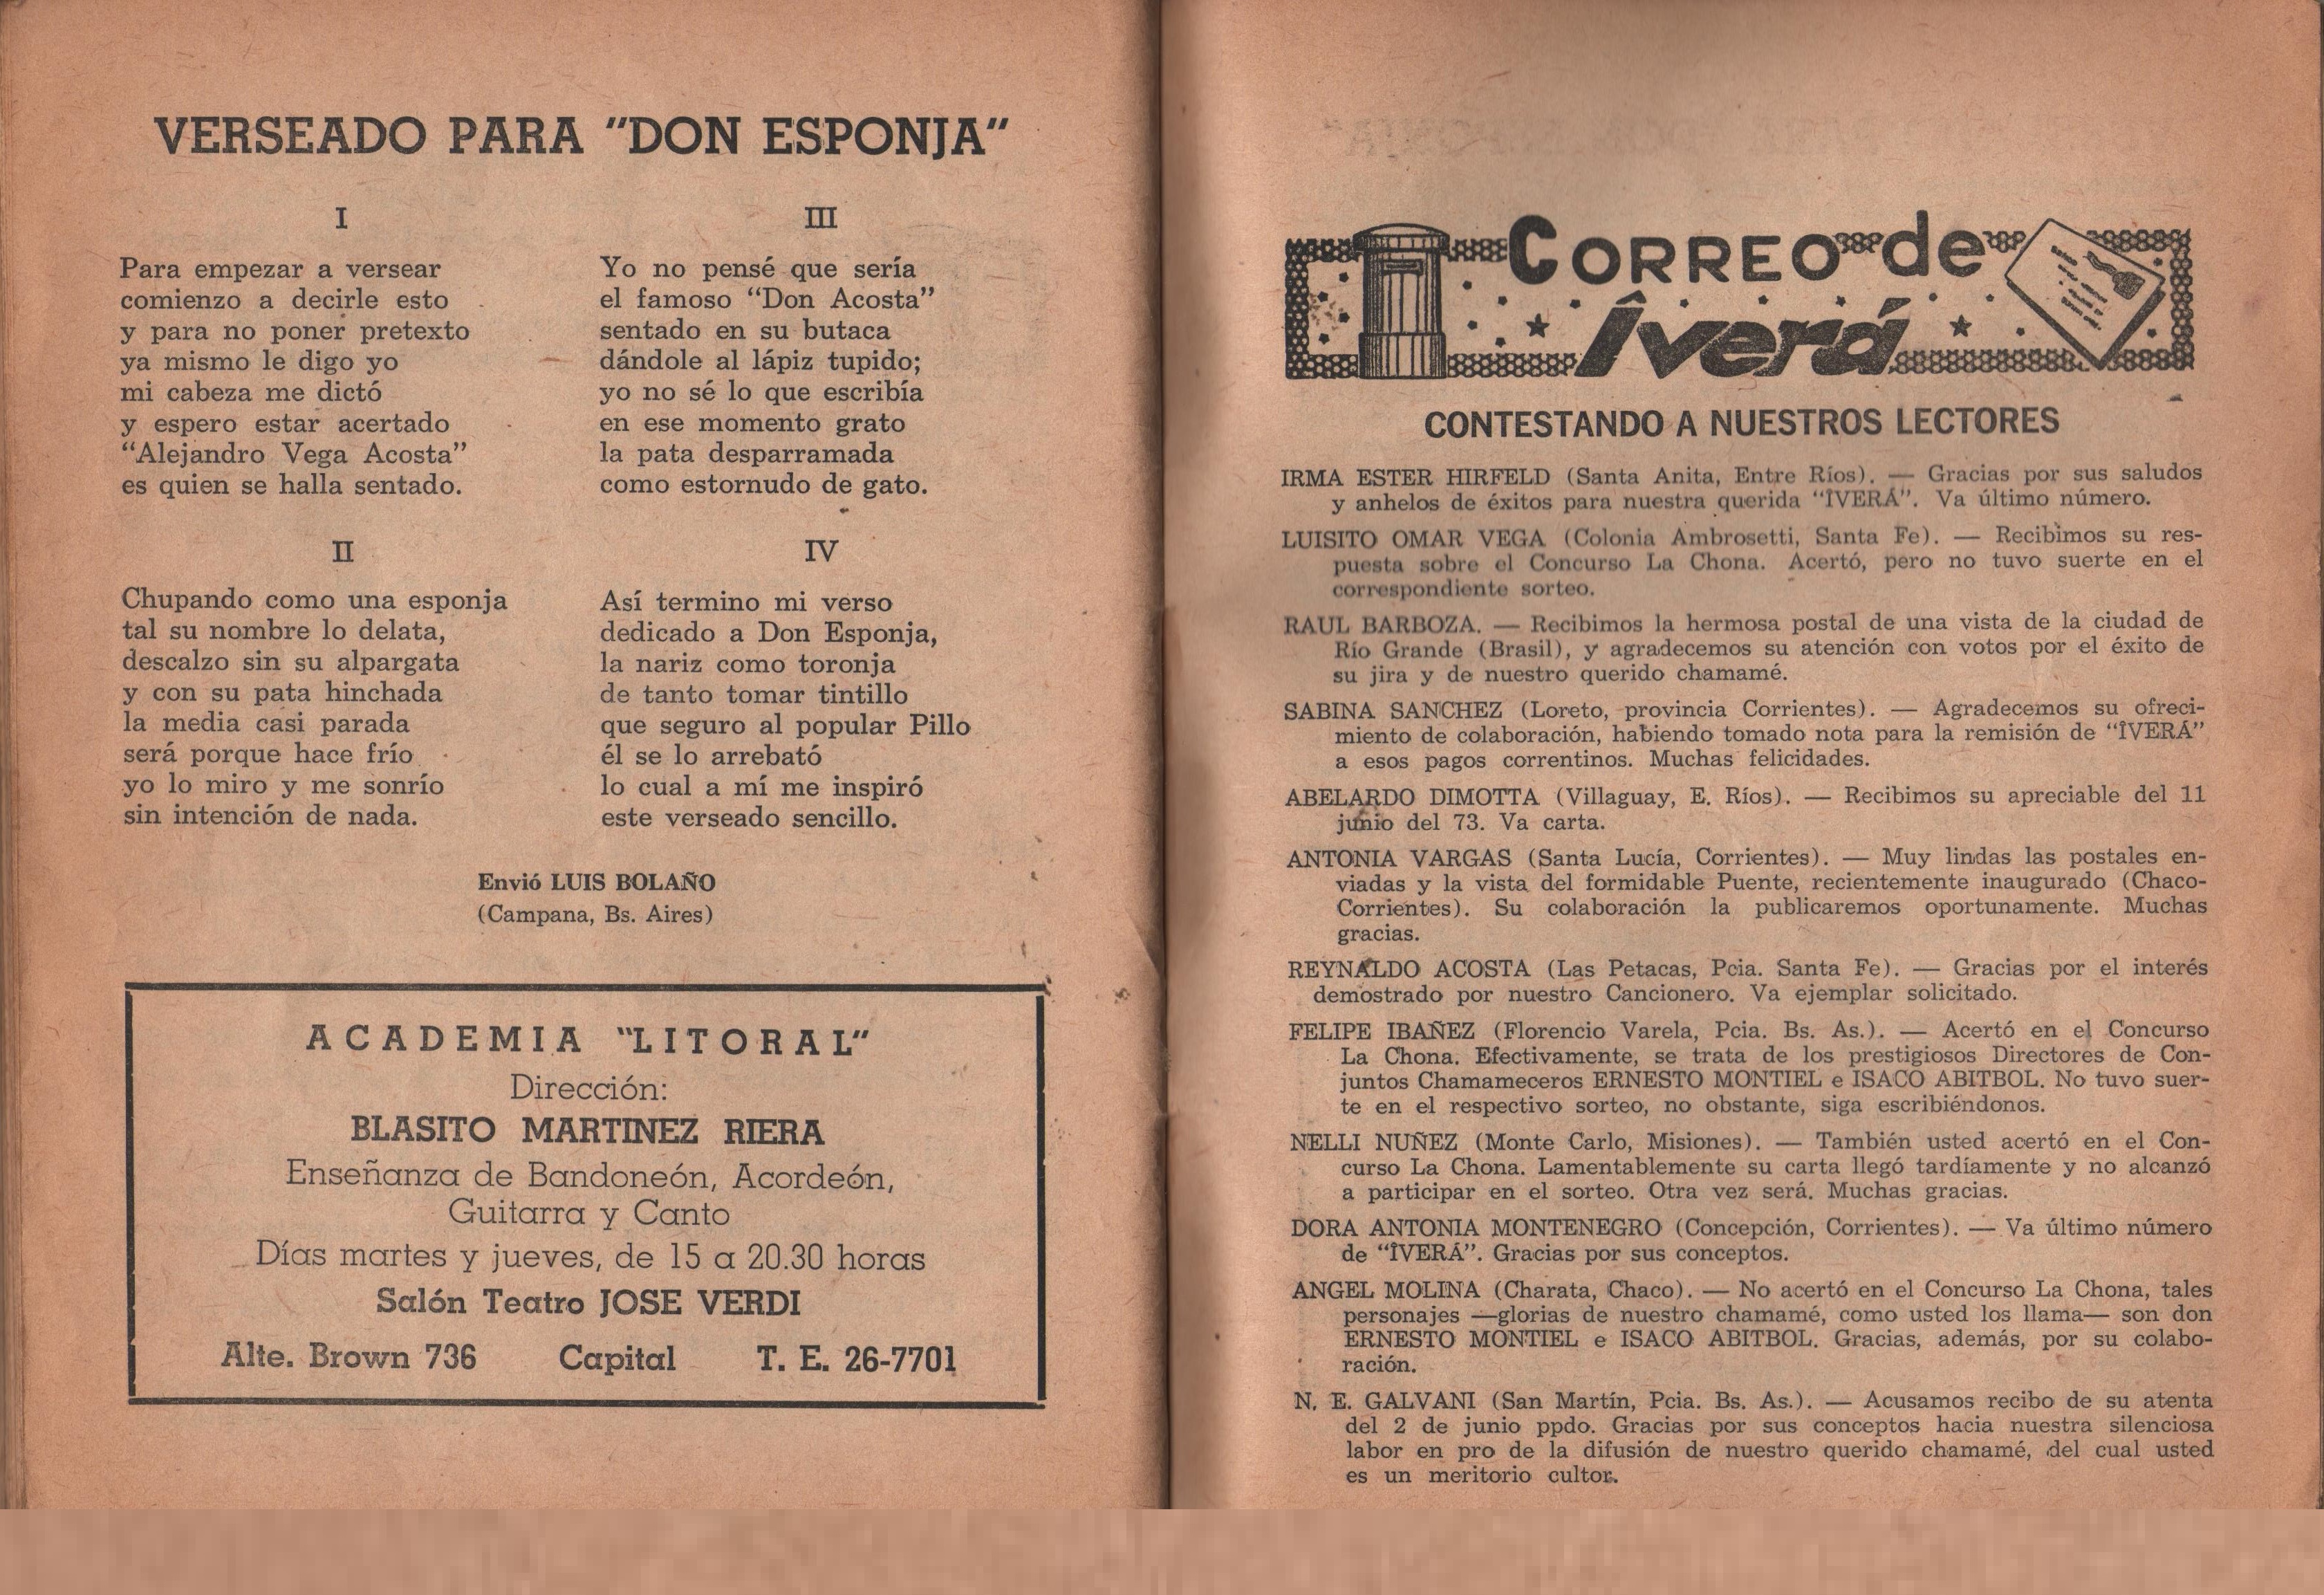 VERSEADO PARA "DON ESPONJA"
I
Para empezar a versear
comienzo a decirle esto
y para no poner pretexto
ya mismo le digo yo
mi cabeza me dictó
y espero estar acertado
“Alejandro Vega Acosta”
es quien se halla sentado.
II
Chupando como una esponja
tal su nombre lo delata,
descalzo sin su alpargata
y con su pata hinchada
la media casi parada
será porque hace frío
yo lo miro y me sonrío
sin intención de nada.
III
Yo no pensé que sería
el famoso “Don Acosta”
sentado en su butaca
dándole al lápiz tupido;
yo no sé lo que escribía
en ese momento grato
la pata desparramada
como estornudo de gato.
IV
Así termino mi verso
dedicado a Don Esponja,
la nariz como toronja
de tanto tomar tintillo
que seguro al popular Pillo
él se lo arrebató
lo cual a mí me inspiró
este verseado sencillo.
Envió LUIS BOLAÑO
(Campana, Bs. Aires)
ACADEMIA "LITORAL"
Dirección:
BLASITO MARTINEZ RIERA
Enseñanza de Bandoneón, Acordeón,
Guitarra y Canto
Días martes y jueves, de 15 a 20.30 horas
Salón Teatro JOSE VERDI
Alte. Brown 736 Capital T. E. 26-7701
CORREO de
Îverá
CONTESTANDO A NUESTROS LECTORES
IRMA ESTER HIRFELD (Santa Anita, Entre Ríos). — Gracias por sus saludos
y anhelos de éxitos para nuestra querida “ÎVERÁ”. Va último número.
LUISITO OMAR VEGA (Colonia Ambrosetti, Santa Fe). — Recibimos su res-
puesta sobre el Concurso La Chona. Acertó, pero no tuvo suerte en el
correspondiente sorteo.
RAUL BARBOZA. — Recibimos la hermosa postal de una vista de la ciudad de
Río Grande (Brasil), y agradecemos su atención con votos por el éxito de
su jira y de nuestro querido chamamé.
SABINA SANCHEZ (Loreto, provincia Corrientes). — Agradecemos su ofreci-
miento de colaboración, habiendo tomado nota para la remisión de “ÎVERÁ”
a esos pagos correntinos. Muchas felicidades.
ABELARDO DIMOTTA (Villaguay, E. Ríos). — Recibimos su apreciable del 11
junio del 73. Va carta.
ANTONIA VARGAS (Santa Lucía, Corrientes). — Muy lindas las postales en-
viadas y la vista del formidable Puente, recientemente inaugurado (Chaco-
Corrientes). Su colaboración la publicaremos oportunamente. Muchas
gracias.
REYNALDO ACOSTA (Las Petacas, Pcia. Santa Fe). — Gracias por el interés
demostrado por nuestro Cancionero. Va ejemplar solicitado.
FELIPE IBAÑEZ (Florencio Varela, Pcia. Bs. As.). — Acertó en el Concurso
La Chona. Efectivamente, se trata de los prestigiosos Directores de Con-
juntos Chamameceros ERNESTO MONTIEL e ISACO ABITBOL. No tuvo suer-
te en el respectivo sorteo, no obstante, siga escribiéndonos.
NELLI NUÑEZ (Monte Carlo, Misiones). — También usted acertó en el Con-
curso La Chona. Lamentablemente su carta llegó tardíamente y no alcanzó
a participar en el sorteo. Otra vez será. Muchas gracias.
DORA ANTONIA MONTENEGRO (Concepción, Corrientes). — Va último número
de “ÎVERÁ”. Gracias por sus conceptos.
ANGEL MOLINA (Charata, Chaco). — No acertó en el Concurso La Chona, tales
personajes —glorias de nuestro chamamé, como usted los llama— son don
ERNESTO MONTIEL e ISACO ABITBOL. Gracias, además, por su colabo-
ración.
N. E. GALVANI (San Martín, Pcia. Bs. As.). — Acusamos recibo de su atenta
del 2 de junio ppdo. Gracias por sus conceptos hacia nuestra silenciosa
labor en pro de la difusión de nuestro querido chamamé, del cual usted
es un meritorio cultor.